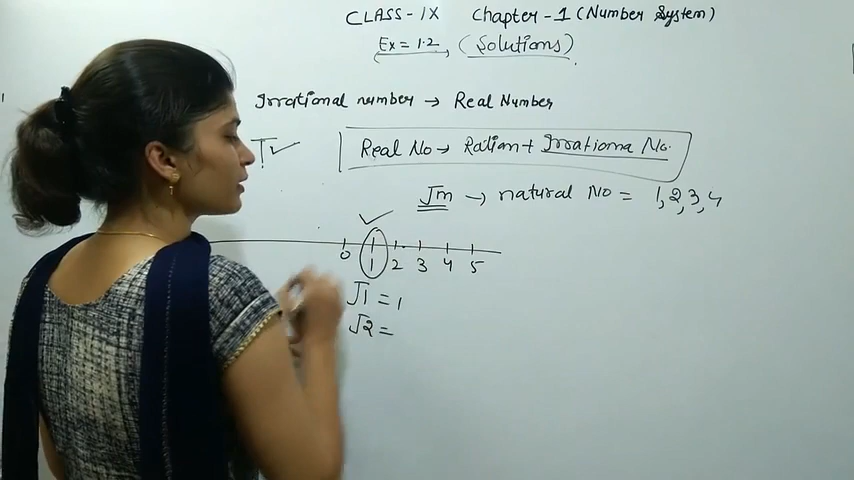 CLASS-IX Chapter-1 (Number System)
Ex = 1.2, (Solutions)
Irrational number → Real Number
T✓
Real No → Ration + Irrationa No.
√m → natural No = 1,2,3,4
✓
0 1 2 3 4 5
√1 = 1
√2 =